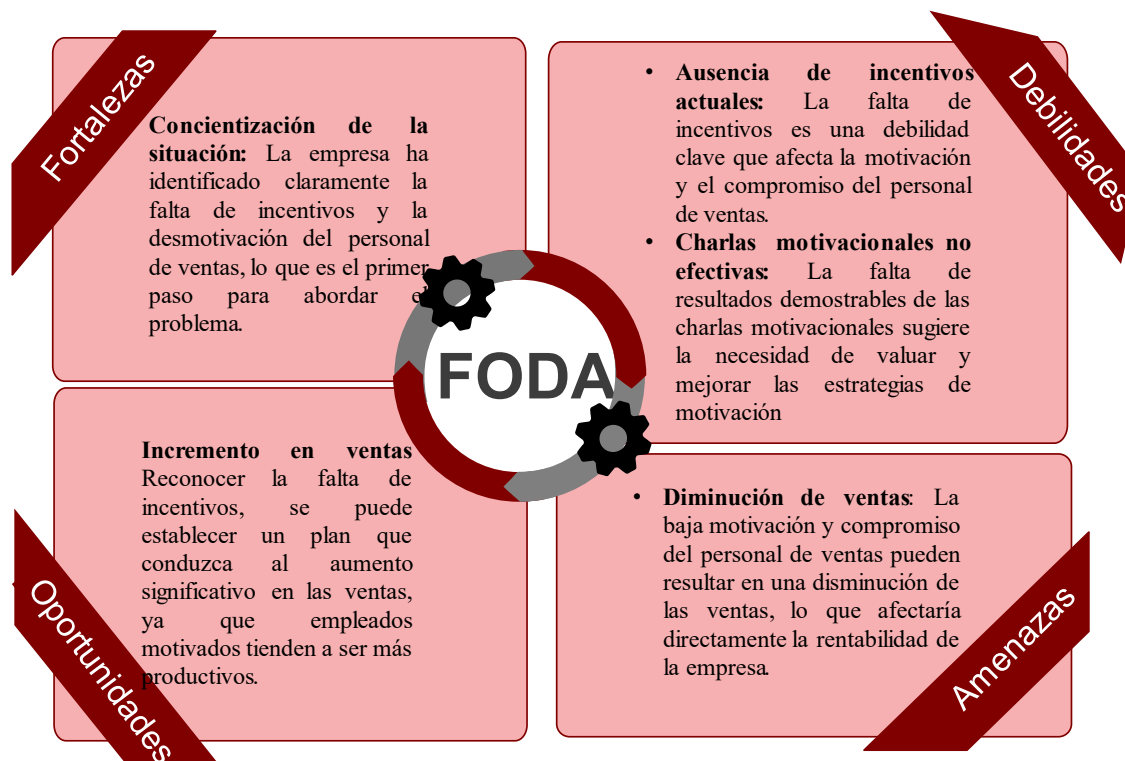 Fortalezas
Concientización de la
situación: La empresa ha
identificado claramente la
falta de incentivos y la
desmotivación del personal
de ventas, lo que es el primer
paso para abordar el
problema.
Debilidades
• Ausencia de incentivos
actuales: La falta de
incentivos es una debilidad
clave que afecta la motivación
y el compromiso del personal
de ventas.
• Charlas motivacionales no
efectivas: La falta de
resultados demostrables de las
charlas motivacionales sugiere
la necesidad de valuar y
mejorar las estrategias de
motivación
FODA
Oportunidades
Incremento en ventas
Reconocer la falta de
incentivos, se puede
establecer un plan que
conduzca al aumento
significativo en las ventas,
ya que empleados
motivados tienden a ser más
productivos.
Amenazas
• Diminución de ventas: La
baja motivación y compromiso
del personal de ventas pueden
resultar en una disminución de
las ventas, lo que afectaría
directamente la rentabilidad de
la empresa.